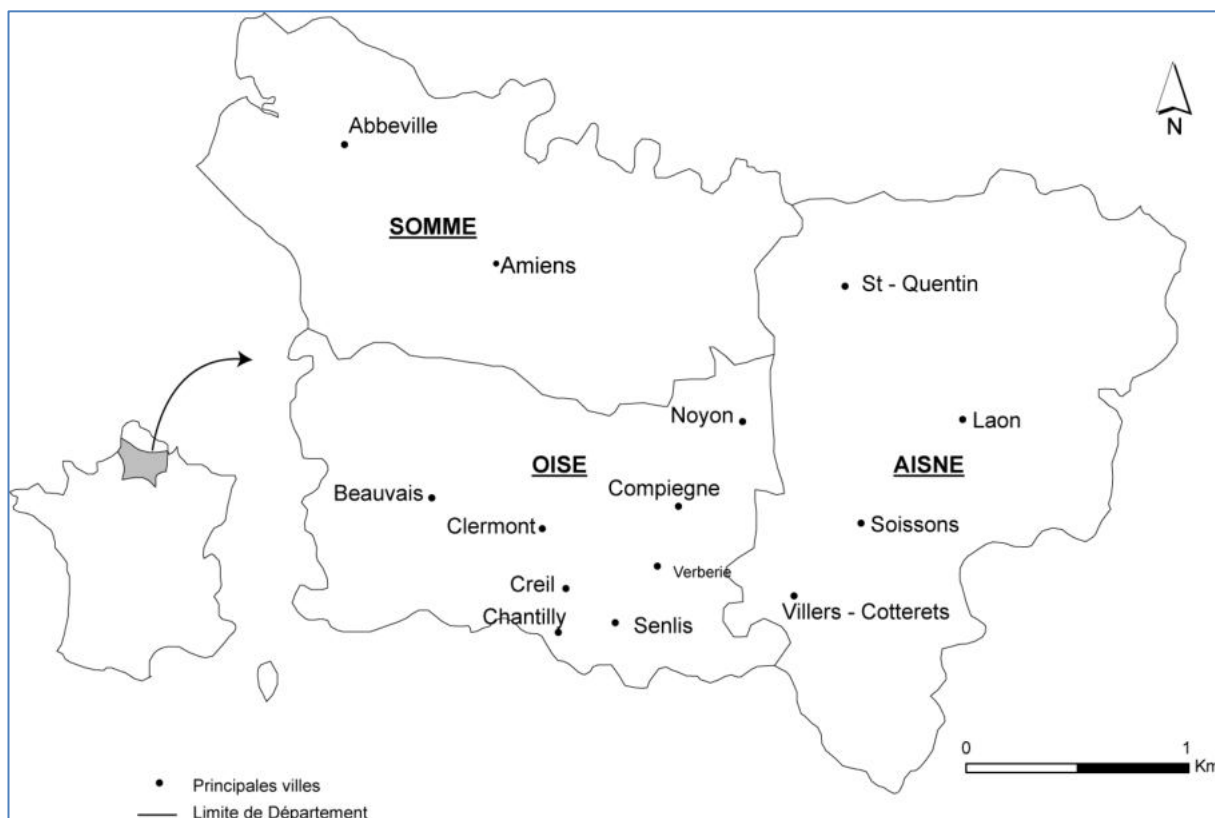 Abbeville
N
SOMME
Amiens
St - Quentin
Noyon
Laon
OISE
AISNE
Compiegne
Beauvais
Clermont
Soissons
Verberie
Creil
Villers - Cotterets
Chantilly
Senlis
0 1
Km
Principales villes
Limite de Département